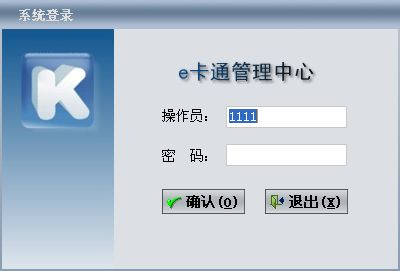 系统登录
K
e卡通管理中心
操作员： 1111
密 码：
确认(o) 退出(x)